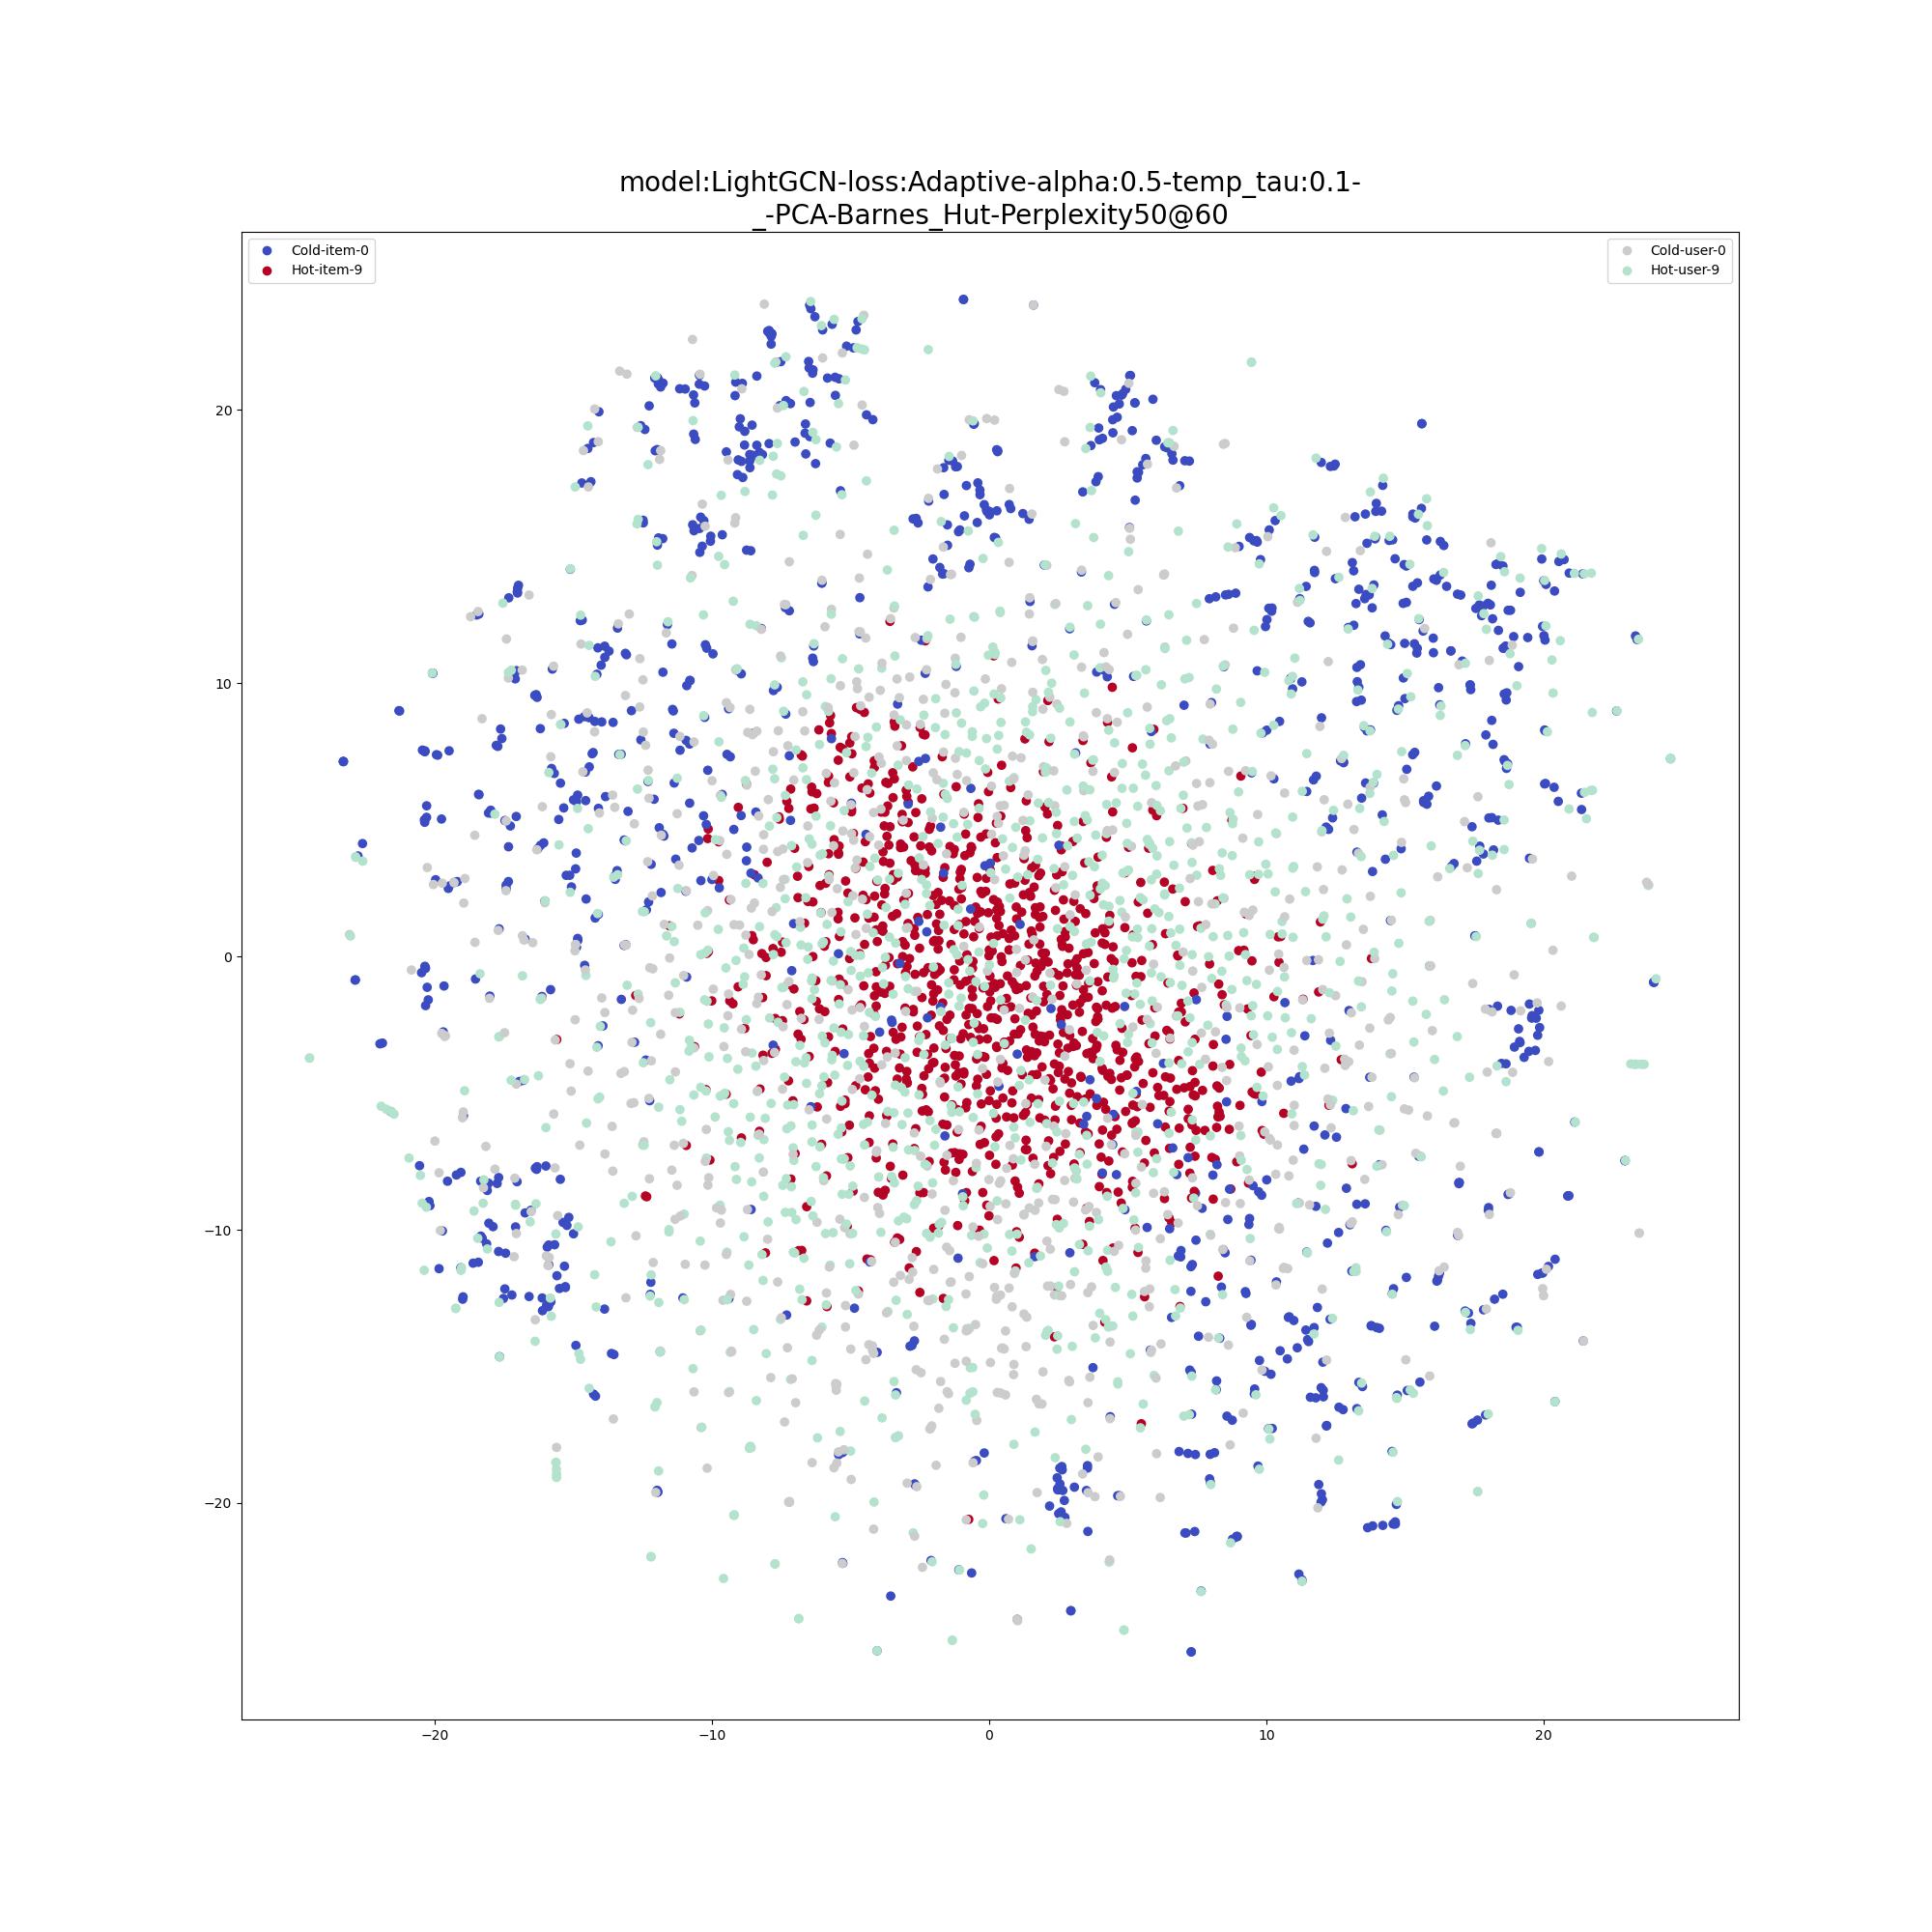 model:LightGCN-loss:Adaptive-alpha:0.5-temp_tau:0.1-
_-PCA-Barnes_Hut-Perplexity50@60
Cold-item-0
Hot-item-9
Cold-user-0
Hot-user-9
20
10
0
−10
−20
−20
−10
0
10
20